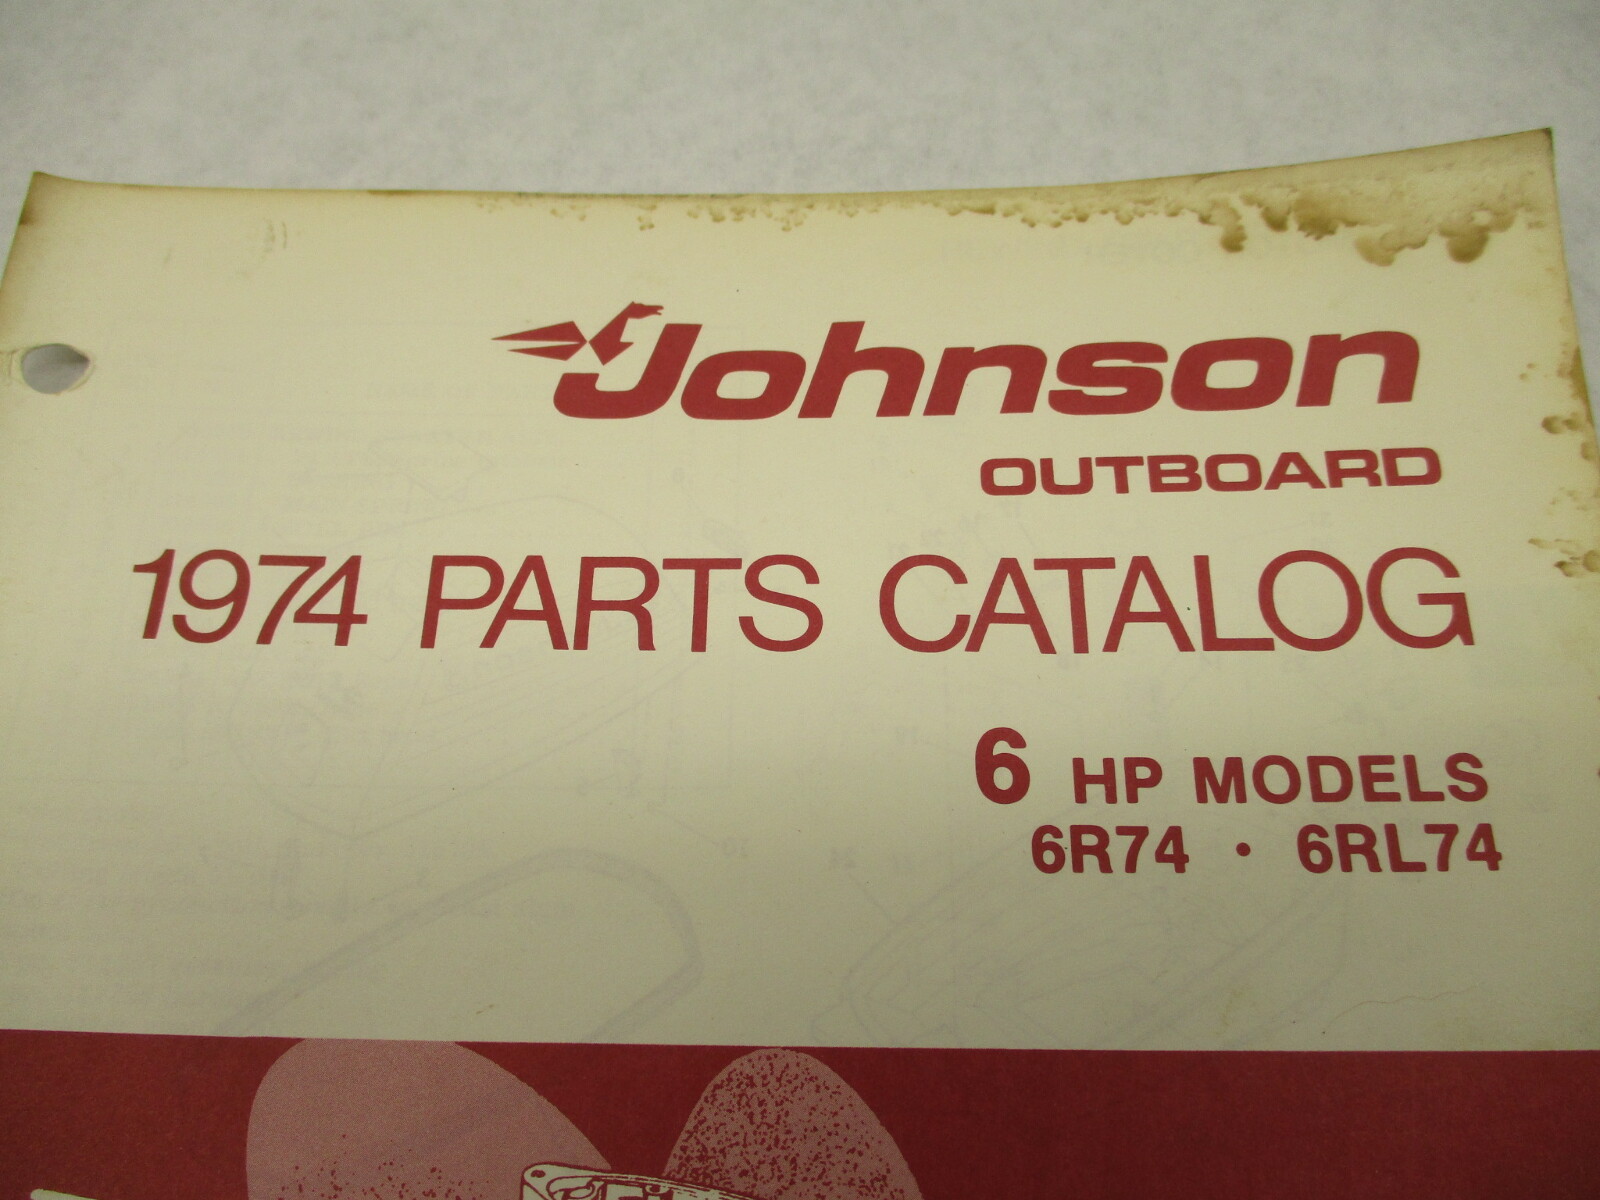 Johnson
OUTBOARD
1974 PARTS CATALOG
6 HP MODELS
6R74 • 6RL74